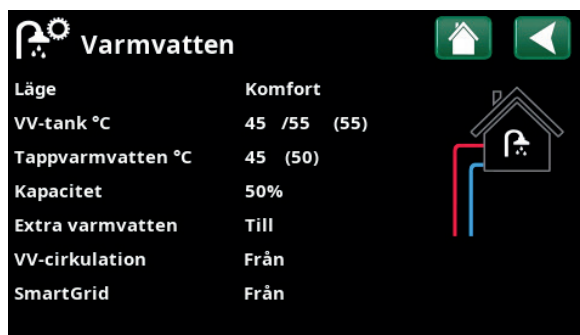 Varmvatten
Läge Komfort
VV-tank °C 45 /55 (55)
Tappvarmvatten °C 45 (50)
Kapacitet 50%
Extra varmvatten Till
VV-cirkulation Från
SmartGrid Från